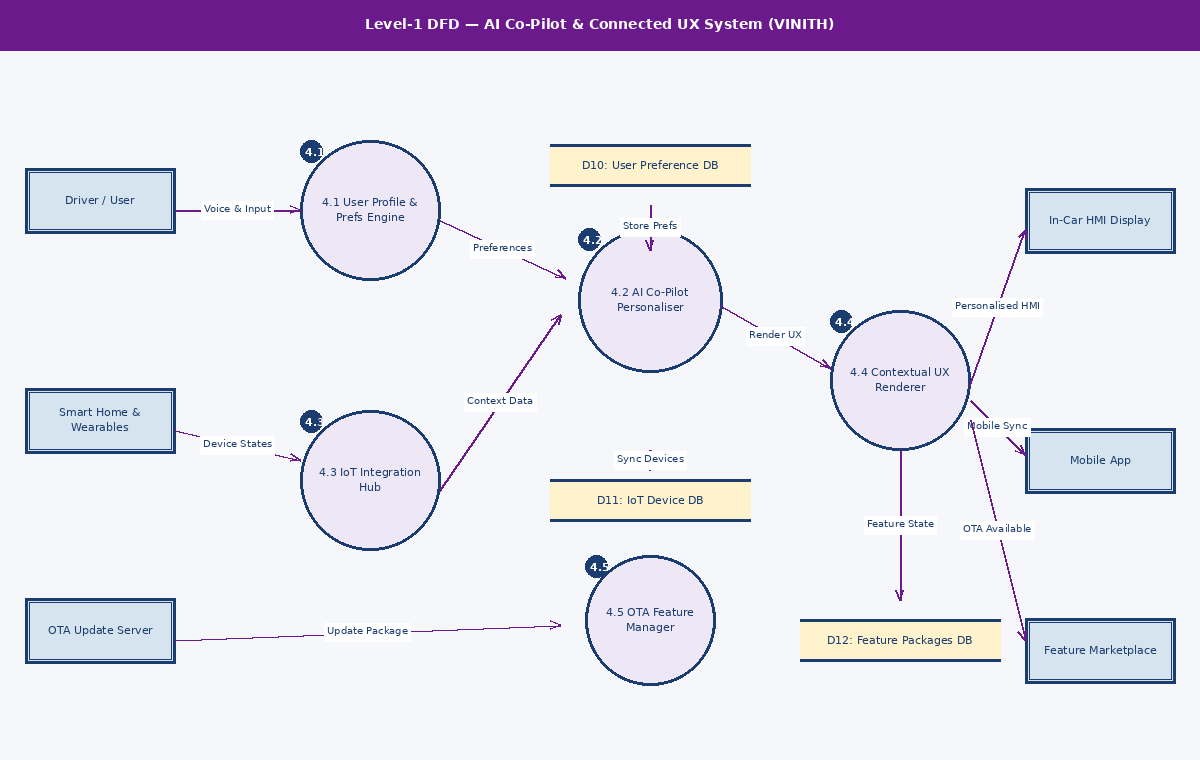 Level-1 DFD — AI Co-Pilot & Connected UX System (VINITH)
4.1
D10: User Preference DB
Driver / User
Voice & Input
4.1 User Profile &
Prefs Engine
In-Car HMI Display
Store Prefs
4.2
Preferences
4.2 AI Co-Pilot
Personaliser
Personalised HMI
4.4
Render UX
4.4 Contextual UX
Renderer
Context Data
Smart Home &
Wearables
4.3
Mobile Sync
Device States
Sync Devices
Mobile App
4.3 IoT Integration
Hub
D11: IoT Device DB
Feature State
OTA Available
4.5
4.5 OTA Feature
Manager
OTA Update Server
Update Package
D12: Feature Packages DB
Feature Marketplace